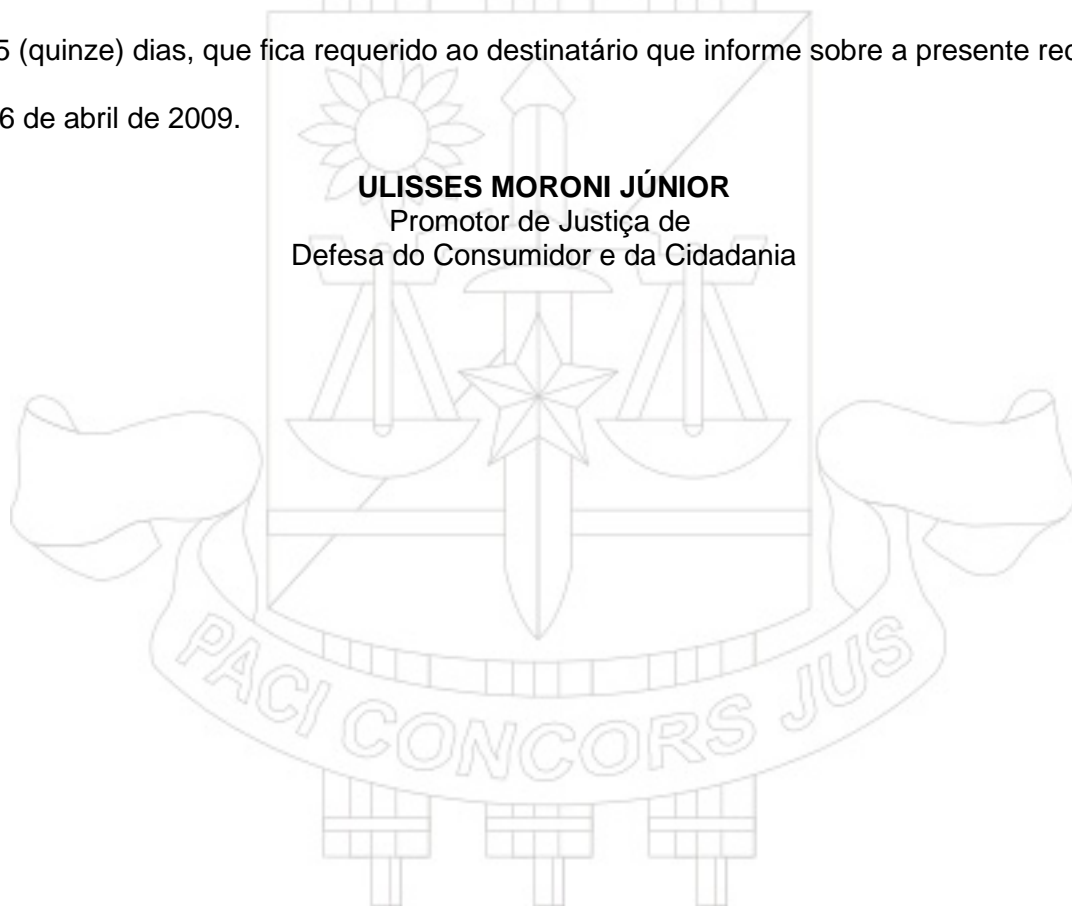 5 (quinze) dias, que fica requerido ao destinatário que informe sobre a presente
6 de abril de 2009.
ULISSES MORONI JÚNIOR
Promotor de Justiça de
Defesa do Consumidor e da Cidadania
PACI CONCORS JUS